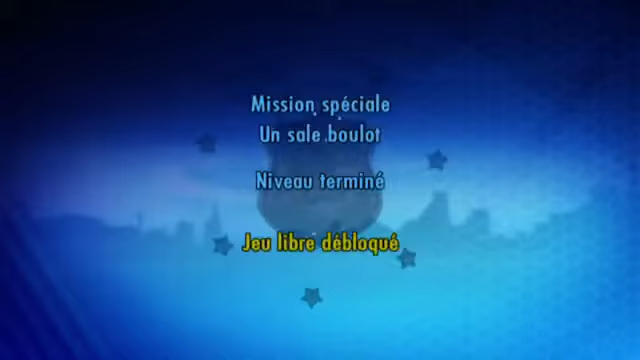 Mission spéciale
Un sale boulot
Niveau terminé
Jeu libre débloqué